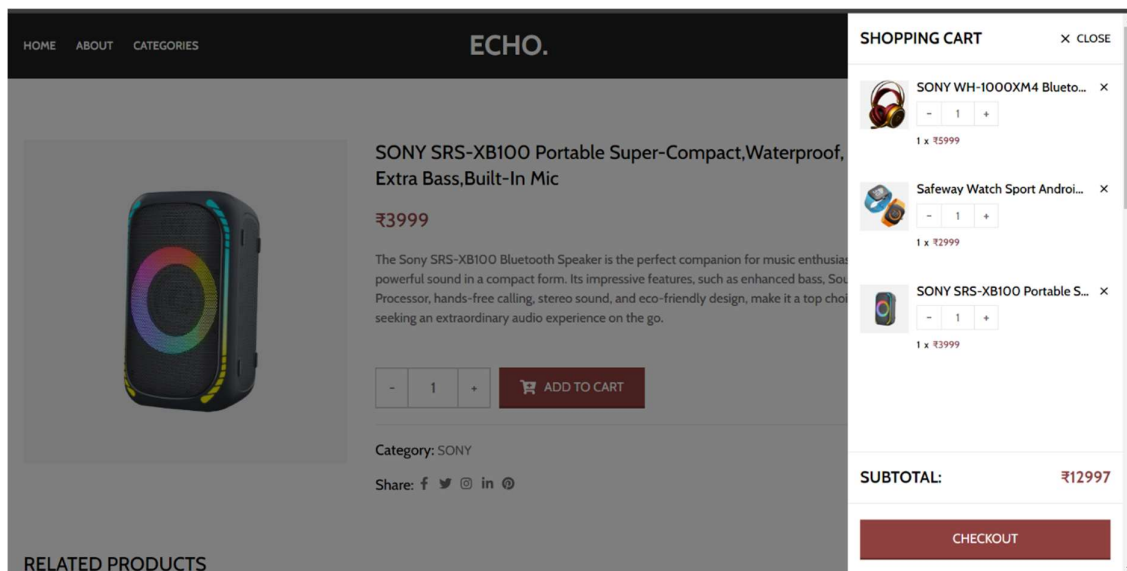 HOME ABOUT CATEGORIES
ECHO.
SONY SRS-XB100 Portable Super-Compact,Waterproof,
Extra Bass,Built-In Mic
₹3999
The Sony SRS-XB100 Bluetooth Speaker is the perfect companion for music enthusias
powerful sound in a compact form. Its impressive features, such as enhanced bass, Sou
Processor, hands-free calling, stereo sound, and eco-friendly design, make it a top choi
seeking an extraordinary audio experience on the go.
- 1 + ADD TO CART
Category: SONY
Share:
RELATED PRODUCTS
SHOPPING CART
× CLOSE
SONY WH-1000XM4 Blueto... ×
- 1 +
1 x ₹5999
Safeway Watch Sport Androi... ×
- 1 +
1 x ₹2999
SONY SRS-XB100 Portable S... ×
- 1 +
1 x ₹3999
SUBTOTAL: ₹12997
CHECKOUT